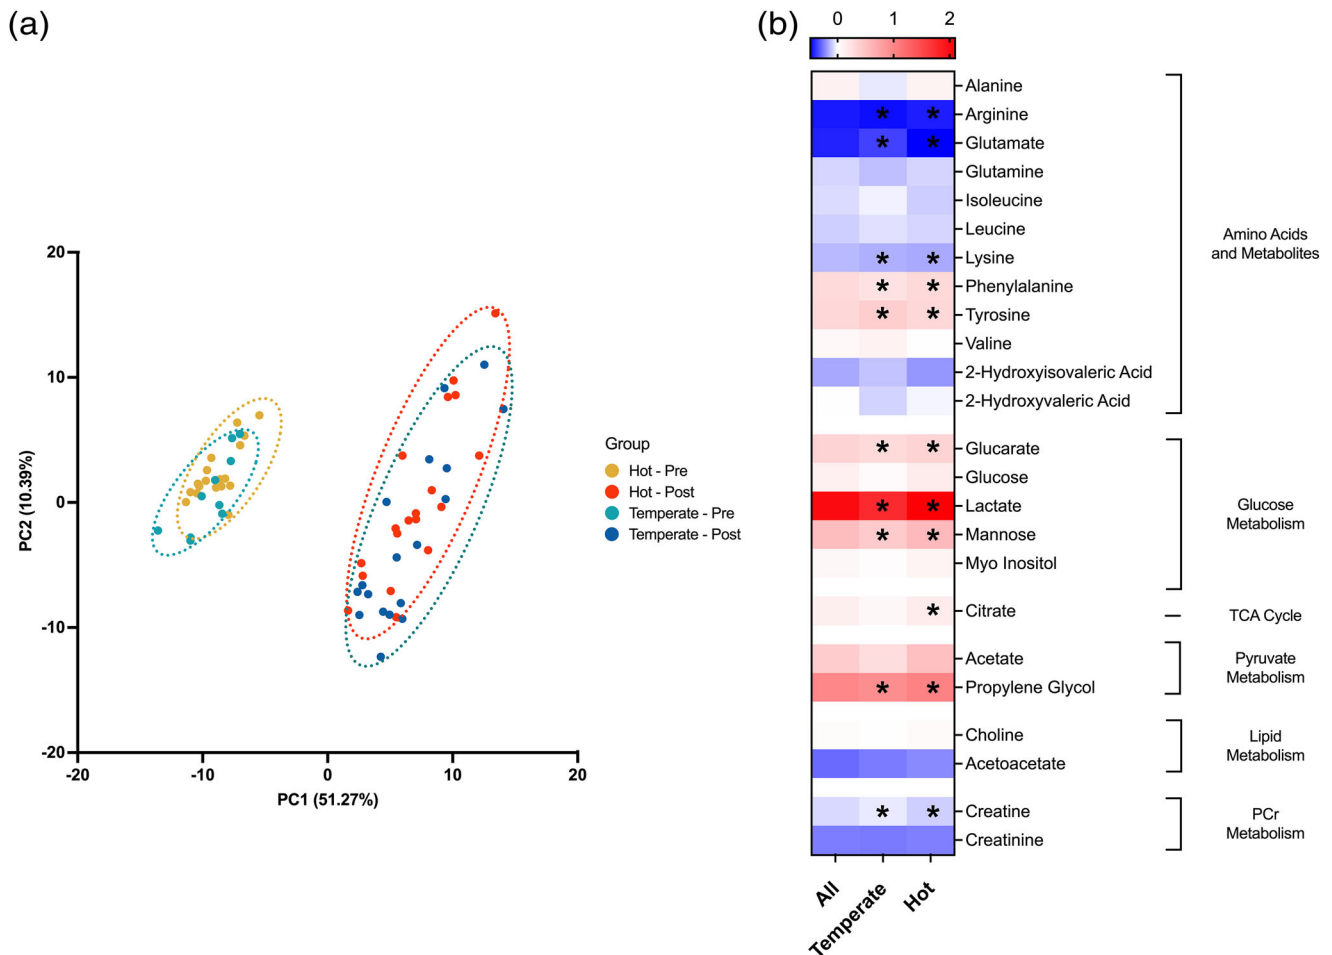 (a)
20
10
0
-10
-20
-20
-10
0
10
20
PC2 (10.39%)
PC1 (51.27%)
Group
Hot - Pre
Hot - Post
Temperate - Pre
Temperate - Post
(b)
0
1
2
Alanine
* * Arginine
* * Glutamate
Glutamine
Isoleucine
Leucine
* * Lysine
* * Phenylalanine
* * Tyrosine
Valine
2-Hydroxyisovaleric Acid
2-Hydroxyvaleric Acid
Amino Acids
and Metabolites
* * Glucarate
Glucose
* * Lactate
* * Mannose
Myo Inositol
Glucose
Metabolism
* Citrate
TCA Cycle
Acetate
* * Propylene Glycol
Pyruvate
Metabolism
Choline
Acetoacetate
Lipid
Metabolism
* * Creatine
Creatinine
PCr
Metabolism
All
Temperate
Hot